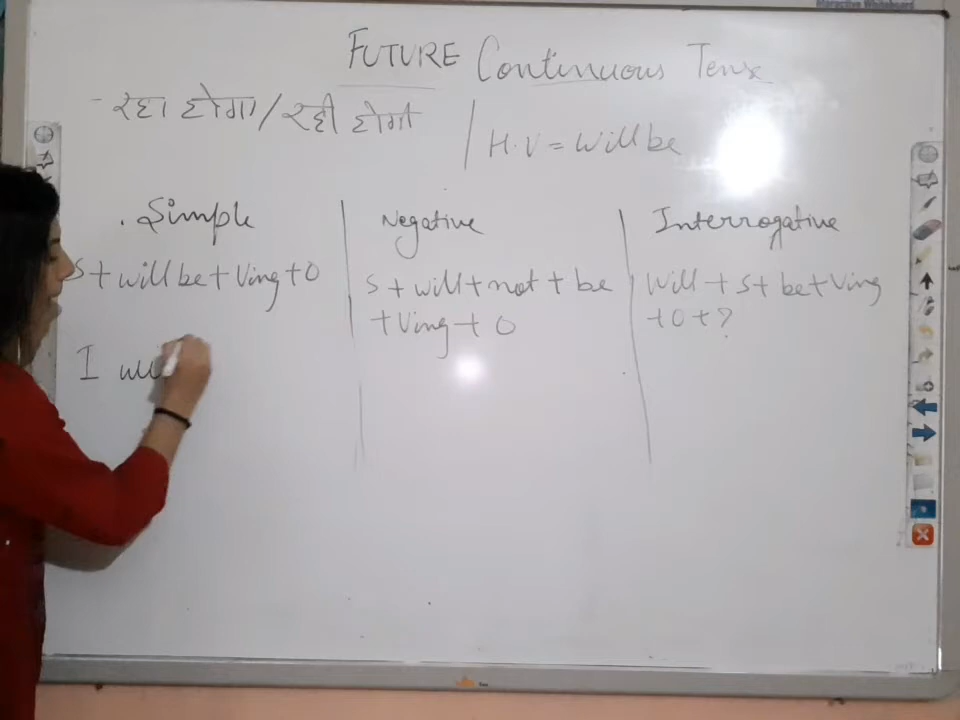 FUTURE Continuous Tense
- रहा होगा / रही होगी
H.V = Will be
. Simple
S + will be + Ving + O
I wi
Negative
S + will + not + be
+ Ving + O
Interrogative
Will + S + be + Ving
+ O + ?